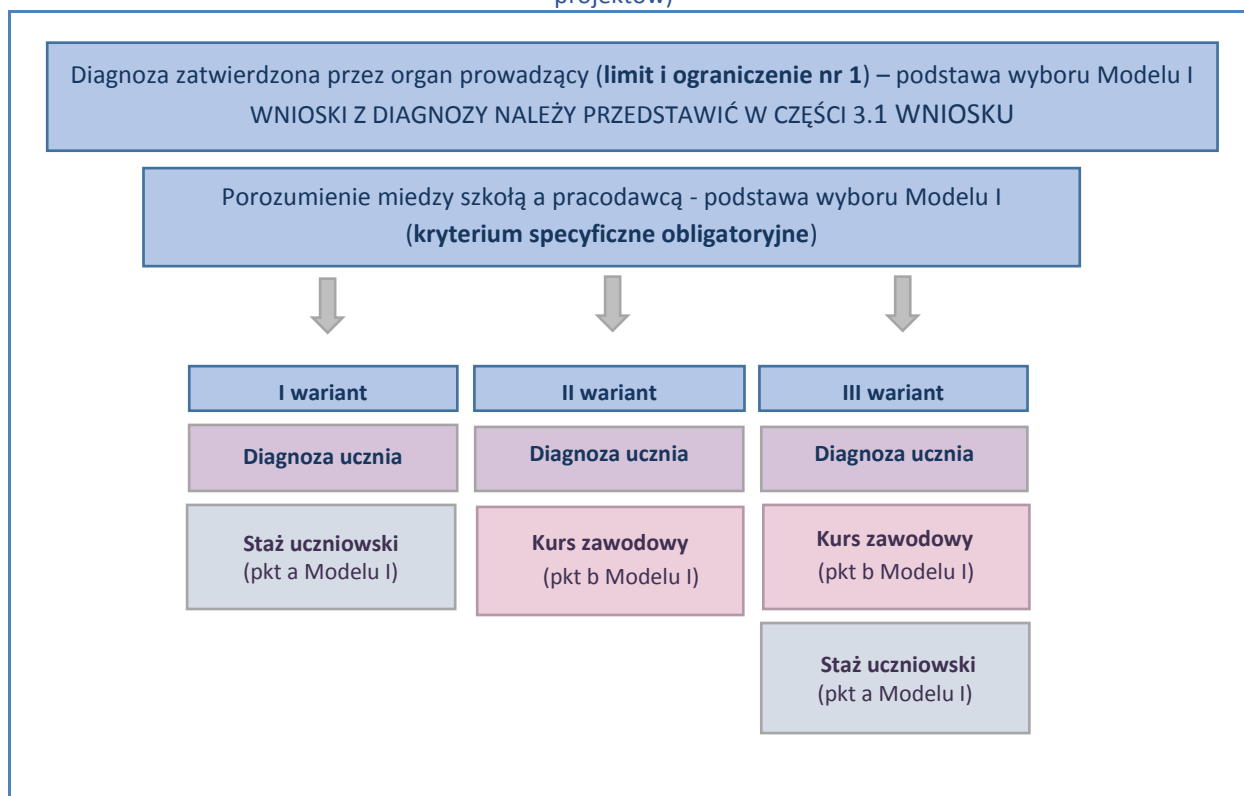 projektów)
Diagnoza zatwierdzona przez organ prowadzący (limit i ograniczenie nr 1) – podstawa wyboru Modelu I
WNIOSKI Z DIAGNOZY NALEŻY PRZEDSTAWIĆ W CZĘŚCI 3.1 WNIOSKU
Porozumienie miedzy szkołą a pracodawcą - podstawa wyboru Modelu I
(kryterium specyficzne obligatoryjne)
I wariant
Diagnoza ucznia
Staż uczniowski
(pkt a Modelu I)
II wariant
Diagnoza ucznia
Kurs zawodowy
(pkt b Modelu I)
III wariant
Diagnoza ucznia
Kurs zawodowy
(pkt b Modelu I)
Staż uczniowski
(pkt a Modelu I)